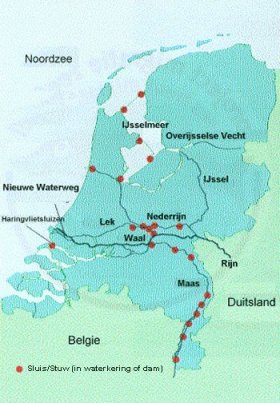 Noordzee
IJsselmeer
Overijsselse Vecht
IJssel
Nieuwe Waterweg
Haringvlietsluizen
Lek
Nederrijn
Waal
Rijn
Maas
Duitsland
Belgie
Sluis/Stuw (in waterkering of dam)